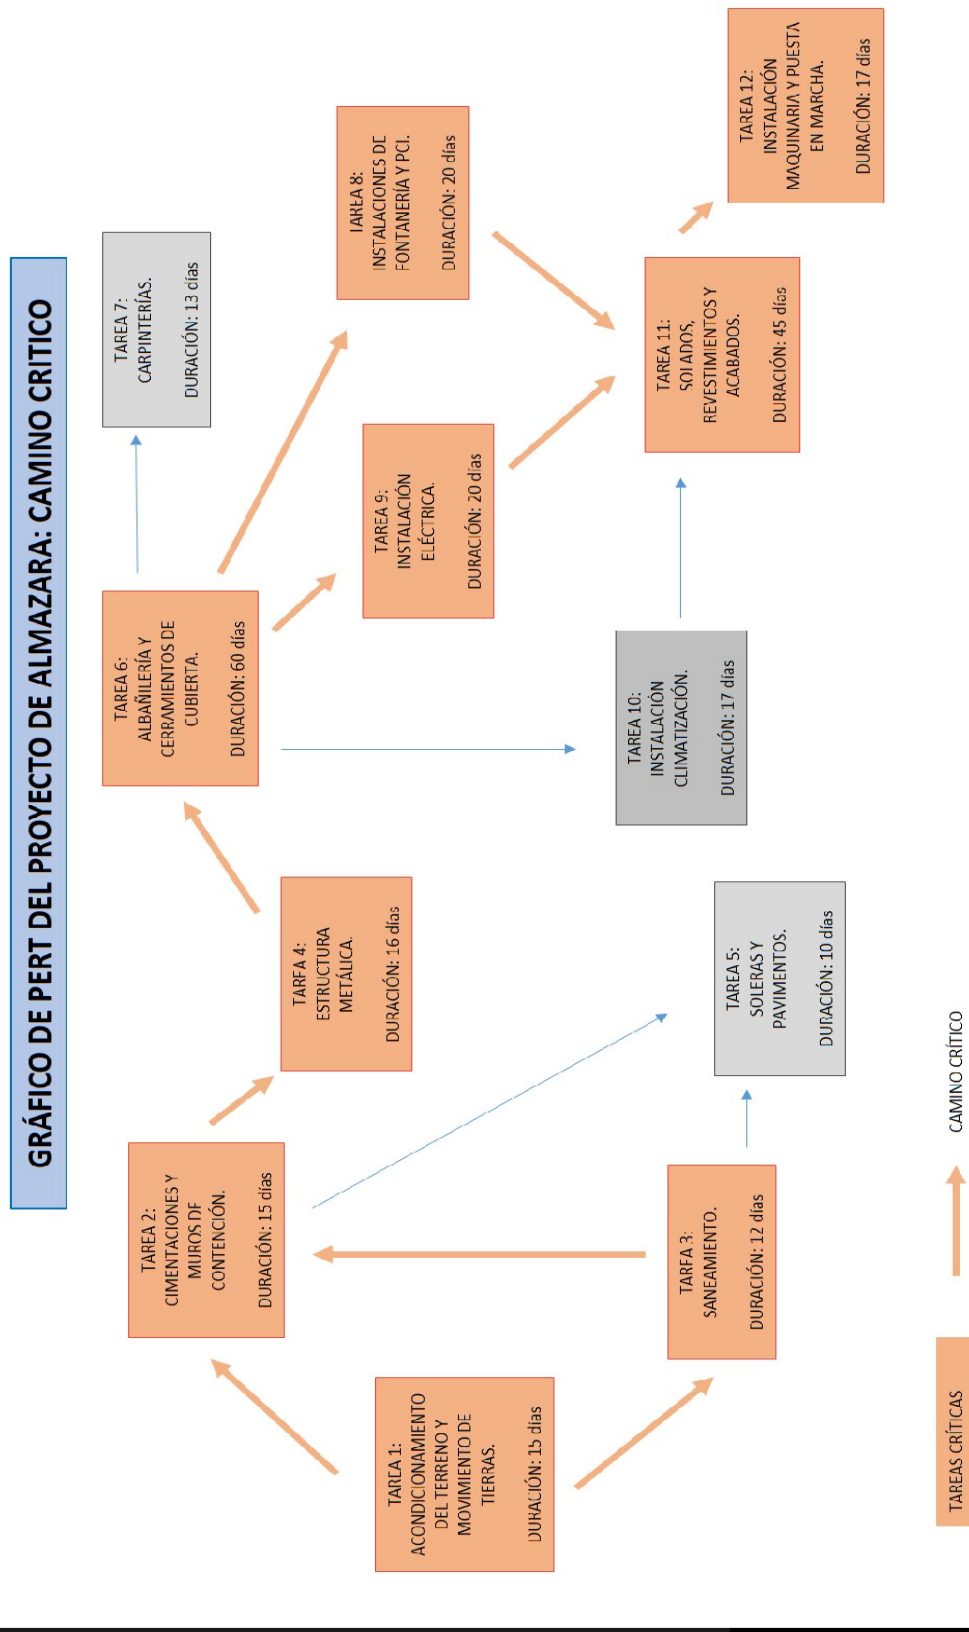 GRÁFICO DE PERT DEL PROYECTO DE ALMAZARA: CAMINO CRITICO
TAREA 1:
ACONDICIONAMIENTO
DEL TERRENO Y
MOVIMIENTO DE
TIERRAS.
DURACIÓN: 15 días
TAREA 2:
CIMENTACIONES Y
MUROS DE
CONTENCIÓN.
DURACIÓN: 15 días
TAREA 3:
SANEAMIENTO.
DURACIÓN: 12 días
TAREA 4:
ESTRUCTURA
METÁLICA.
DURACIÓN: 16 días
TAREA 5:
SOLERAS Y
PAVIMENTOS.
DURACIÓN: 10 días
TAREA 6:
ALBAÑILERÍA Y
CERRAMIENTOS DE
CUBIERTA.
DURACIÓN: 60 días
TAREA 7:
CARPINTERÍAS.
DURACIÓN: 13 días
TAREA 8:
INSTALACIONES DE
FONTANERÍA Y PCI.
DURACIÓN: 20 días
TAREA 9:
INSTALACIÓN
ELÉCTRICA.
DURACIÓN: 20 días
TAREA 10:
INSTALACIÓN
CLIMATIZACIÓN.
DURACIÓN: 17 días
TAREA 11:
SOLADOS,
REVESTIMIENTOS Y
ACABADOS.
DURACIÓN: 45 días
TAREA 12:
INSTALACIÓN
MAQUINARIA Y PUESTA
EN MARCHA.
DURACIÓN: 17 días
TAREAS CRÍTICAS
CAMINO CRÍTICO